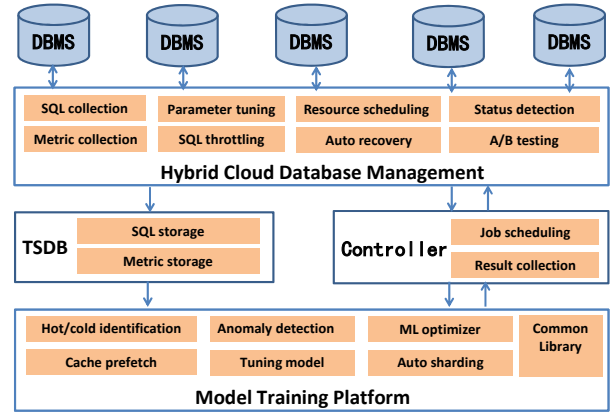 DBMS DBMS DBMS DBMS DBMS
SQL collection Parameter tuning Resource scheduling Status detection
Metric collection SQL throttling Auto recovery A/B testing
Hybrid Cloud Database Management
TSDB
SQL storage
Metric storage
Controller
Job scheduling
Result collection
Hot/cold identification Anomaly detection ML optimizer Common
Library
Cache prefetch Tuning model Auto sharding
Model Training Platform